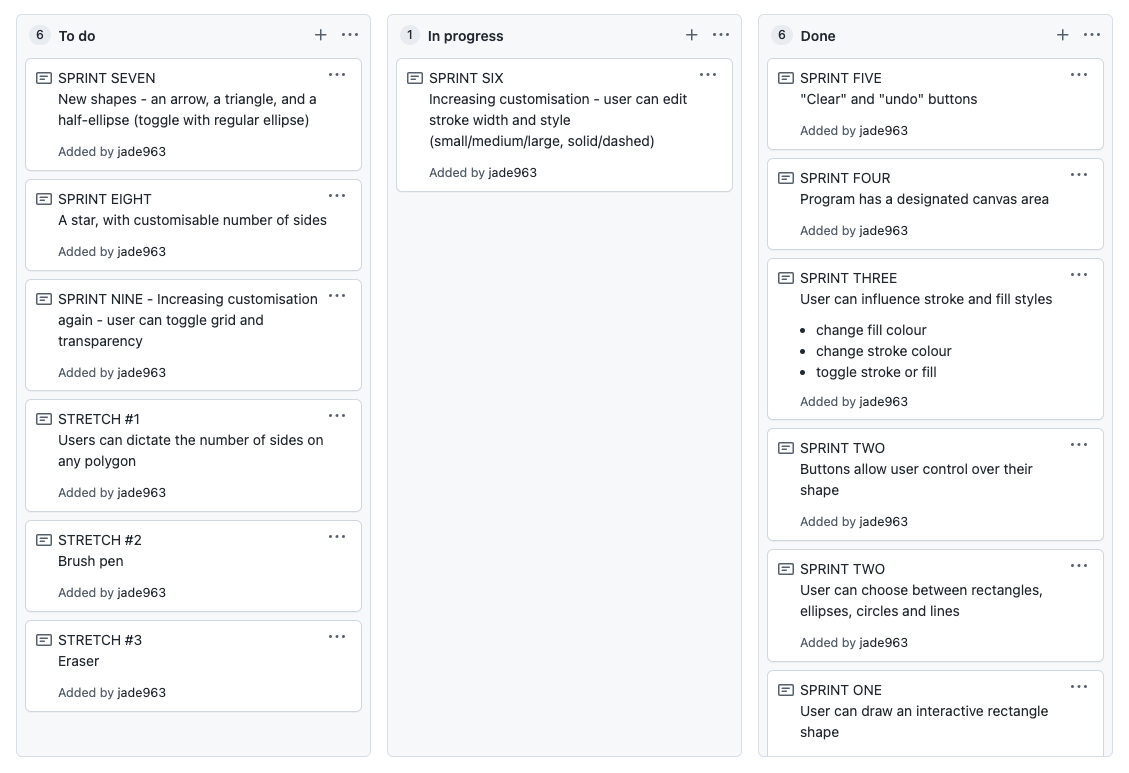 6 To do
SPRINT SEVEN
New shapes - an arrow, a triangle, and a
half-ellipse (toggle with regular ellipse)
Added by jade963
SPRINT EIGHT
A star, with customisable number of sides
Added by jade963
SPRINT NINE - Increasing customisation
again - user can toggle grid and
transparency
Added by jade963
STRETCH #1
Users can dictate the number of sides on
any polygon
Added by jade963
STRETCH #2
Brush pen
Added by jade963
STRETCH #3
Eraser
Added by jade963
1 In progress
SPRINT SIX
Increasing customisation - user can edit
stroke width and style
(small/medium/large, solid/dashed)
Added by jade963
6 Done
SPRINT FIVE
"Clear" and "undo" buttons
Added by jade963
SPRINT FOUR
Program has a designated canvas area
Added by jade963
SPRINT THREE
User can influence stroke and fill styles
• change fill colour
• change stroke colour
• toggle stroke or fill
Added by jade963
SPRINT TWO
Buttons allow user control over their
shape
Added by jade963
SPRINT TWO
User can choose between rectangles,
ellipses, circles and lines
Added by jade963
SPRINT ONE
User can draw an interactive rectangle
shape